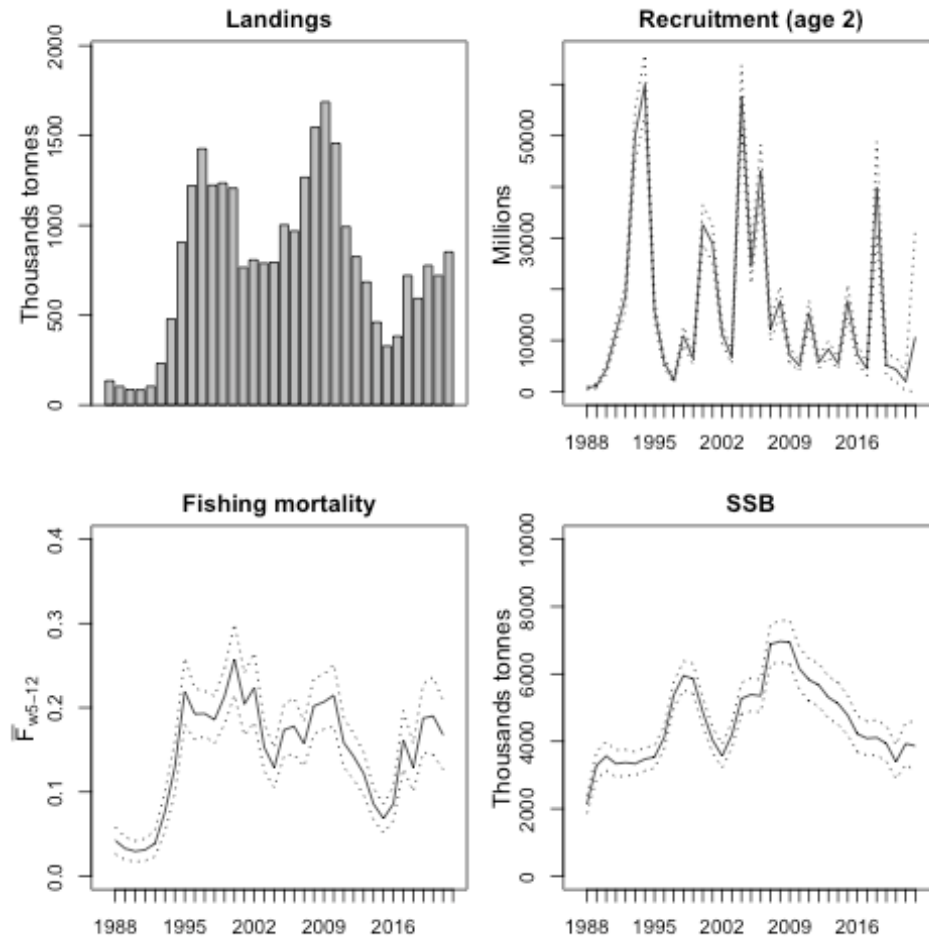 Landings
Thousands tonnes
0 500 1000 1500 2000
Recruitment (age 2)
Millions
0 10000 30000 50000
1988 1995 2002 2009 2016
Fishing mortality
F̅w5−12
0.0 0.1 0.2 0.3 0.4
1988 1995 2002 2009 2016
SSB
Thousands tonnes
0 2000 4000 6000 8000 10000
1988 1995 2002 2009 2016